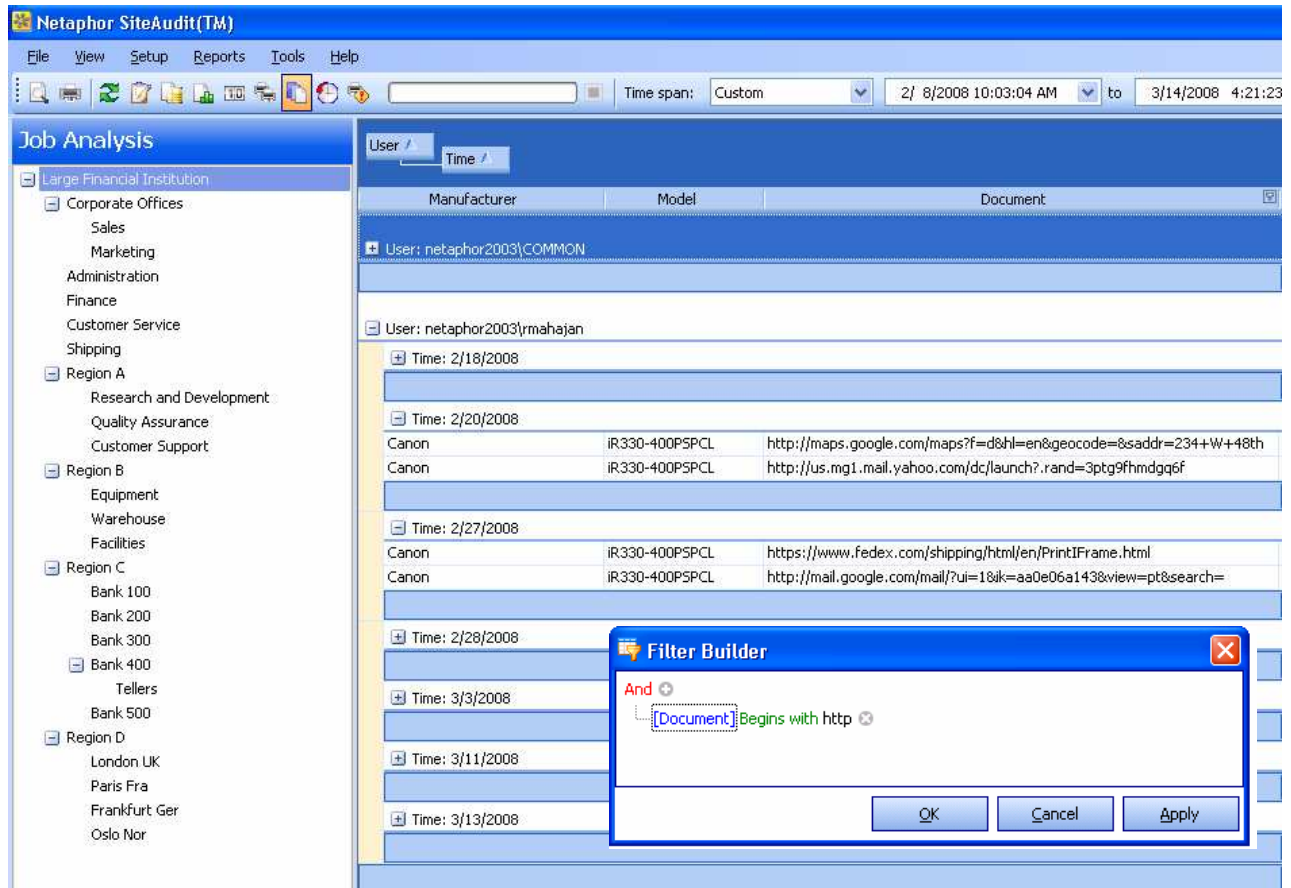 Netaphor SiteAudit(TM)
File View Setup Reports Tools Help
Time span: Custom 2/ 8/2008 10:03:04 AM to 3/14/2008 4:21:23
Job Analysis
User
Time
Large Financial Institution
Corporate Offices
Sales
Marketing
Administration
Finance
Customer Service
Shipping
Region A
Research and Development
Quality Assurance
Customer Support
Region B
Equipment
Warehouse
Facilities
Region C
Bank 100
Bank 200
Bank 300
Bank 400
Tellers
Bank 500
Region D
London UK
Paris Fra
Frankfurt Ger
Oslo Nor
Manufacturer Model Document
User: netaphor2003\COMMON
User: netaphor2003\rmahajan
Time: 2/18/2008
Time: 2/20/2008
Canon iR330-400PSPCL http://maps.google.com/maps?f=d&hl=en&geocode=&saddr=234+W+48th
Canon iR330-400PSPCL http://us.mg1.mail.yahoo.com/dc/launch?.rand=3ptg9fhmdgq6f
Time: 2/27/2008
Canon iR330-400PSPCL https://www.fedex.com/shipping/html/en/PrintIFrame.html
Canon iR330-400PSPCL http://mail.google.com/mail/?ui=1&ik=aa0e06a143&view=pt&search=
Time: 2/28/2008
Time: 3/3/2008
Time: 3/11/2008
Time: 3/13/2008
Filter Builder
And
[Document] Begins with http
OK Cancel Apply